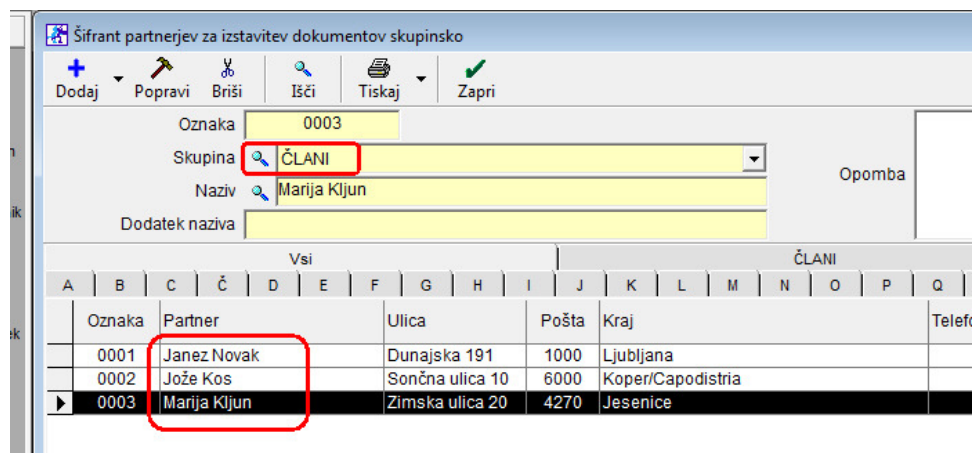 Šifrant partnerjev za izstavitev dokumentov skupinsko
Dodaj Popravi Briši Išči Tiskaj Zapri
Oznaka 0003
Skupina ČLANI
Naziv Marija Kljun
Opomba
Dodatek naziva
Vsi ČLANI
A B C Č D E F G H I J K L M N O P Q
Oznaka Partner Ulica Pošta Kraj Telefo
0001 Janez Novak Dunajska 191 1000 Ljubljana
0002 Jože Kos Sončna ulica 10 6000 Koper/Capodistria
0003 Marija Kljun Zimska ulica 20 4270 Jesenice
ik
ek